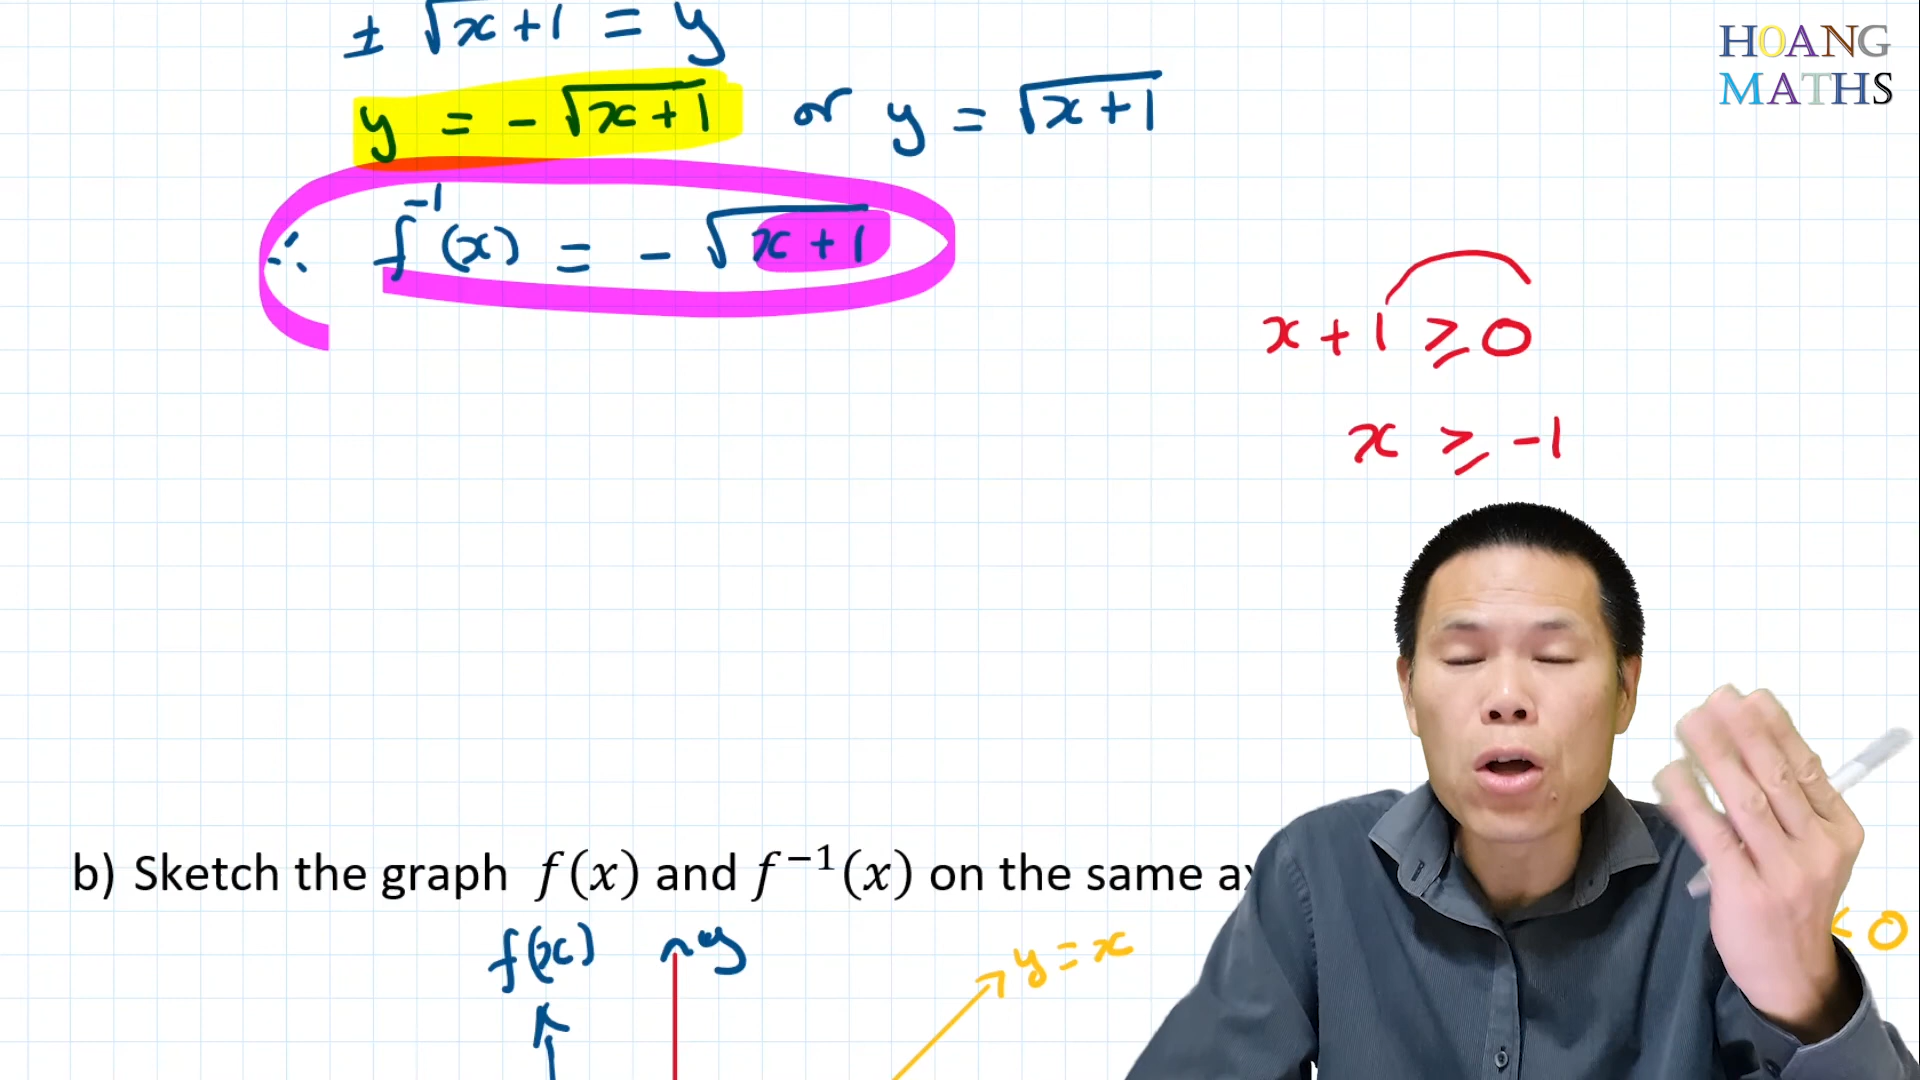 ± √x+1 = y
HOANG
MATHS
y = -√x+1 or y = √x+1
∴ f⁻¹(x) = -√x+1
x+1 ≥ 0
x ≥ -1
b) Sketch the graph f(x) and f⁻¹(x) on the same
f(x) y y=x < 0